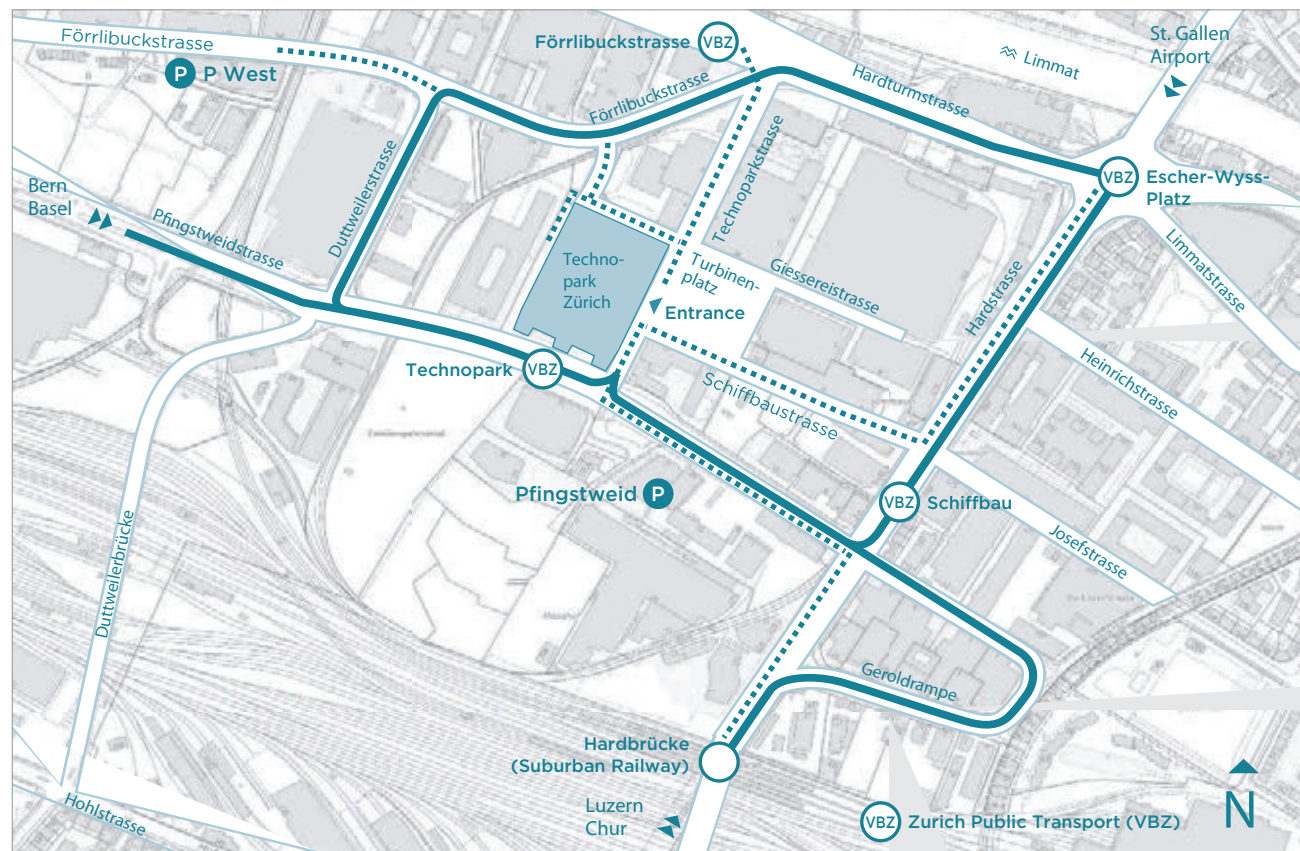 Förrlibuckstrasse
P
P West
Förrlibuckstrasse
VBZ
St. Gallen
Airport
Limmat
Förrlibuckstrasse
Hardturmstrasse
Technoparkstrasse
Duttweilerstrasse
Bern
Basel
Pfingstweidstrasse
VBZ
Escher-Wyss-
Platz
Limmatstrasse
Techno-
park
Zürich
Turbinen-
platz
Giessereistrasse
Entrance
Hardstrasse
Heinrichstrasse
Technopark
VBZ
Schiffbaustrasse
Pfingstweid
P
VBZ
Schiffbau
Josefstrasse
Duttweilerbrücke
Geroldrampe
Hardbrücke
(Suburban Railway)
Luzern
Chur
Hohlstrasse
VBZ
Zurich Public Transport (VBZ)
N